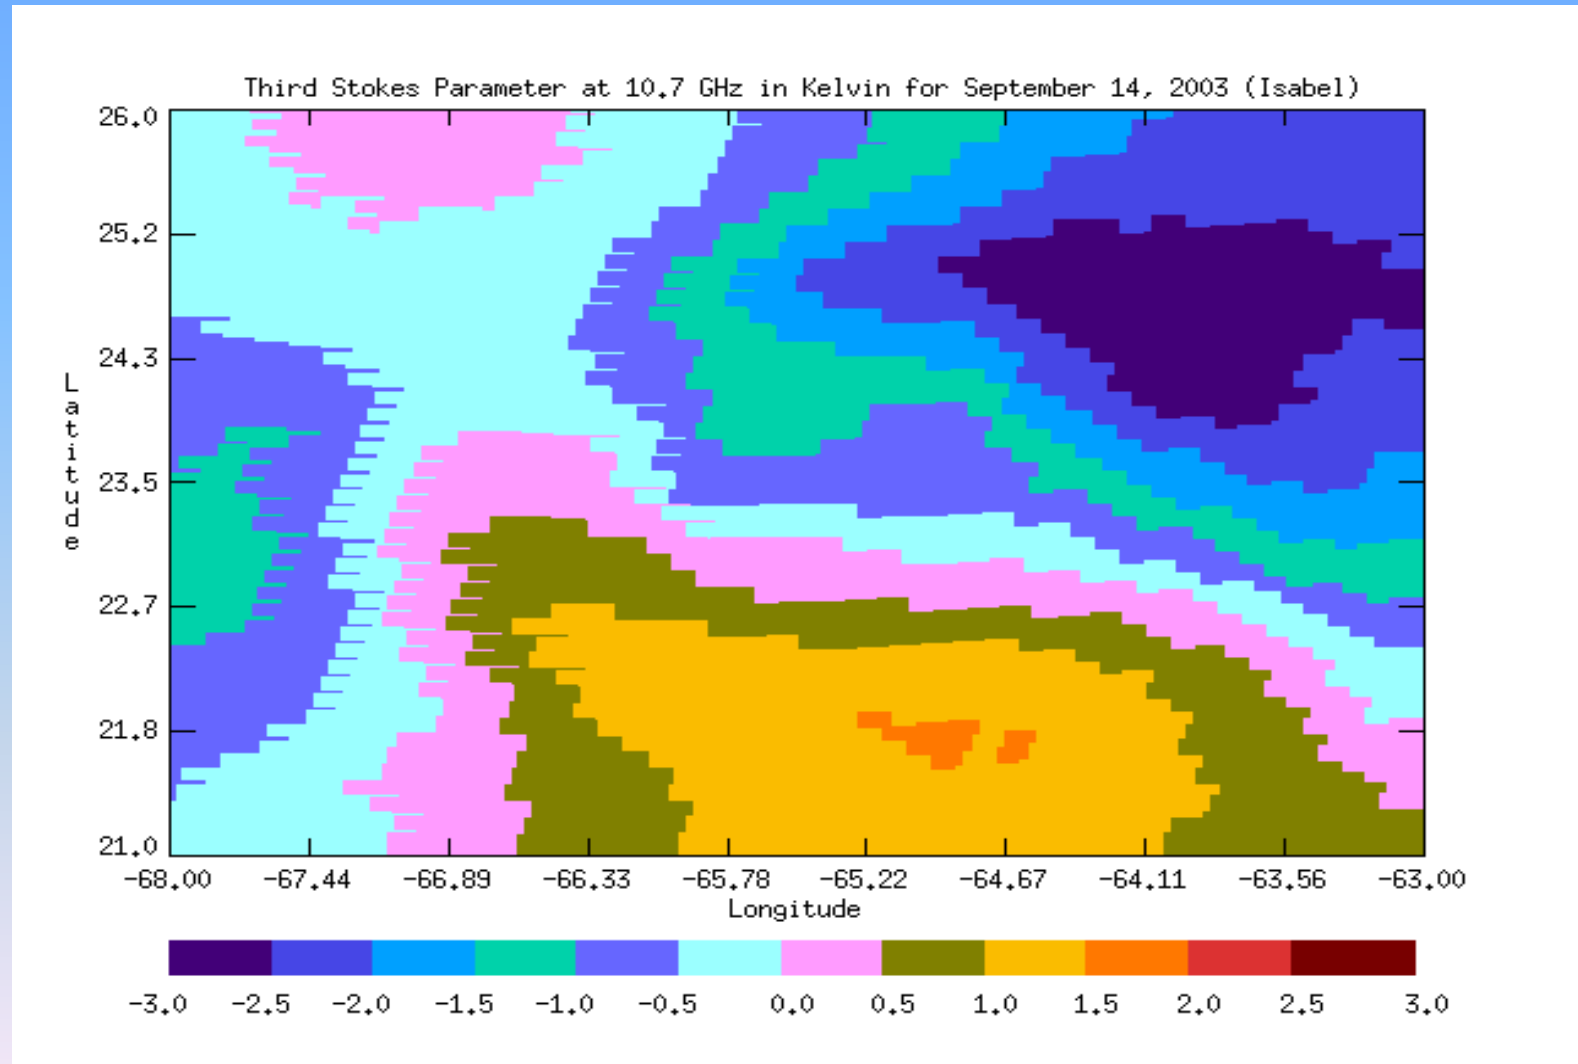 Third Stokes Parameter at 10.7 GHz in Kelvin for September 14, 2003 (Isabel)
26.0
25.2
24.3
23.5
22.7
21.8
21.0
Latitude
-68.00 -67.44 -66.89 -66.33 -65.78 -65.22 -64.67 -64.11 -63.56 -63.00
Longitude
-3.0 -2.5 -2.0 -1.5 -1.0 -0.5 0.0 0.5 1.0 1.5 2.0 2.5 3.0